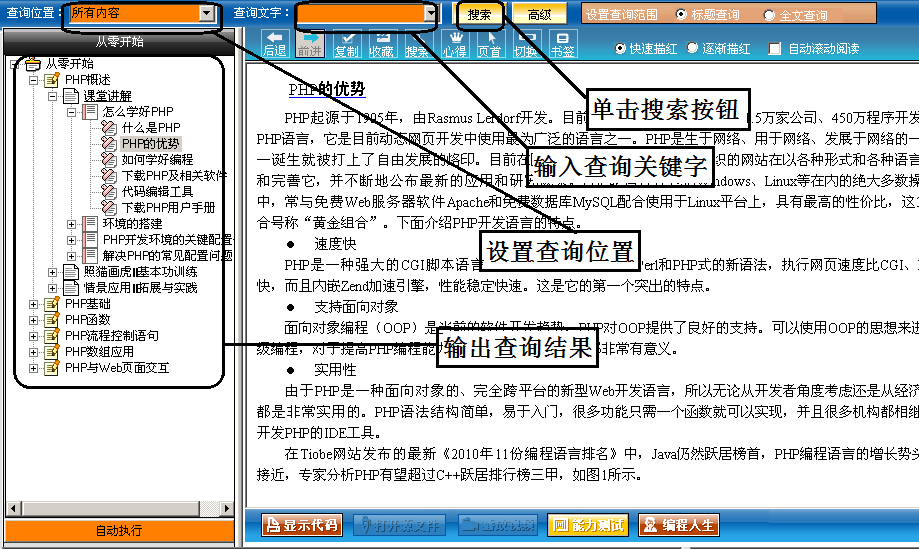 查询位置： 所有内容 查询文字： 搜索 高级 设置查询范围 标题查询 全文查询
从零开始
后退 前进 复制 收藏 搜索 心得 页首 切换 书签 快速描红 逐渐描红 自动滚动阅读
从零开始
PHP概述
课堂讲解
怎么学好PHP
什么是PHP
PHP的优势
如何学好编程
下载PHP及相关软件
代码编辑工具
下载PHP用户手册
环境的搭建
PHP开发环境的关键配置
解决PHP的常见配置问题
照猫画虎‖基本功训练
情景应用‖拓展与实践
PHP基础
PHP函数
PHP流程控制语句
PHP数组应用
PHP与Web页面交互
自动执行
PHP的优势
PHP起源于1995年，由Rasmus Lerdorf开发。目前 1.5万家公司、450万程序开发
PHP语言，它是目前动态网页开发中使用最为广泛的语言之一。PHP是生于网络、用于网络、发展于网络的一
一诞生就被打上了自由发展的烙印。目前在 识的网站在以各种形式和各种语言
和完善它，并不断地公布最新的应用和研 indows、Linux等在内的绝大多数操
中，常与免费Web服务器软件Apache和免费数据库MySQL配合使用于Linux平台上，具有最高的性价比，这
合号称“黄金组合”。下面介绍PHP开发语言的特点。
● 速度快
PHP是一种强大的CGI脚本语言 erl和PHP式的新语法，执行网页速度比CGI、
快，而且内嵌Zend加速引擎，性能稳定快速。这是它的第一个突出的特点。
● 支持面向对象
面向对象编程（OOP）是当前的软件开发趋势，PHP对OOP提供了良好的支持。可以使用OOP的思想来进
级编程，对于提高PHP编程能力 非常有意义。
● 实用性
由于PHP是一种面向对象的、完全跨平台的新型Web开发语言，所以无论从开发者角度考虑还是从经济
都是非常实用的。PHP语法结构简单，易于入门，很多功能只需一个函数就可以实现，并且很多机构都相继
开发PHP的IDE工具。
在Tiobe网站发布的最新《2010年11份编程语言排名》中，Java仍然跃居榜首，PHP编程语言的增长势头
接近，专家分析PHP有望超过C++跃居排行榜三甲，如图1所示。
单击搜索按钮
输入查询关键字
设置查询位置
输出查询结果
显示代码 打开源文件 能力测试 编程人生